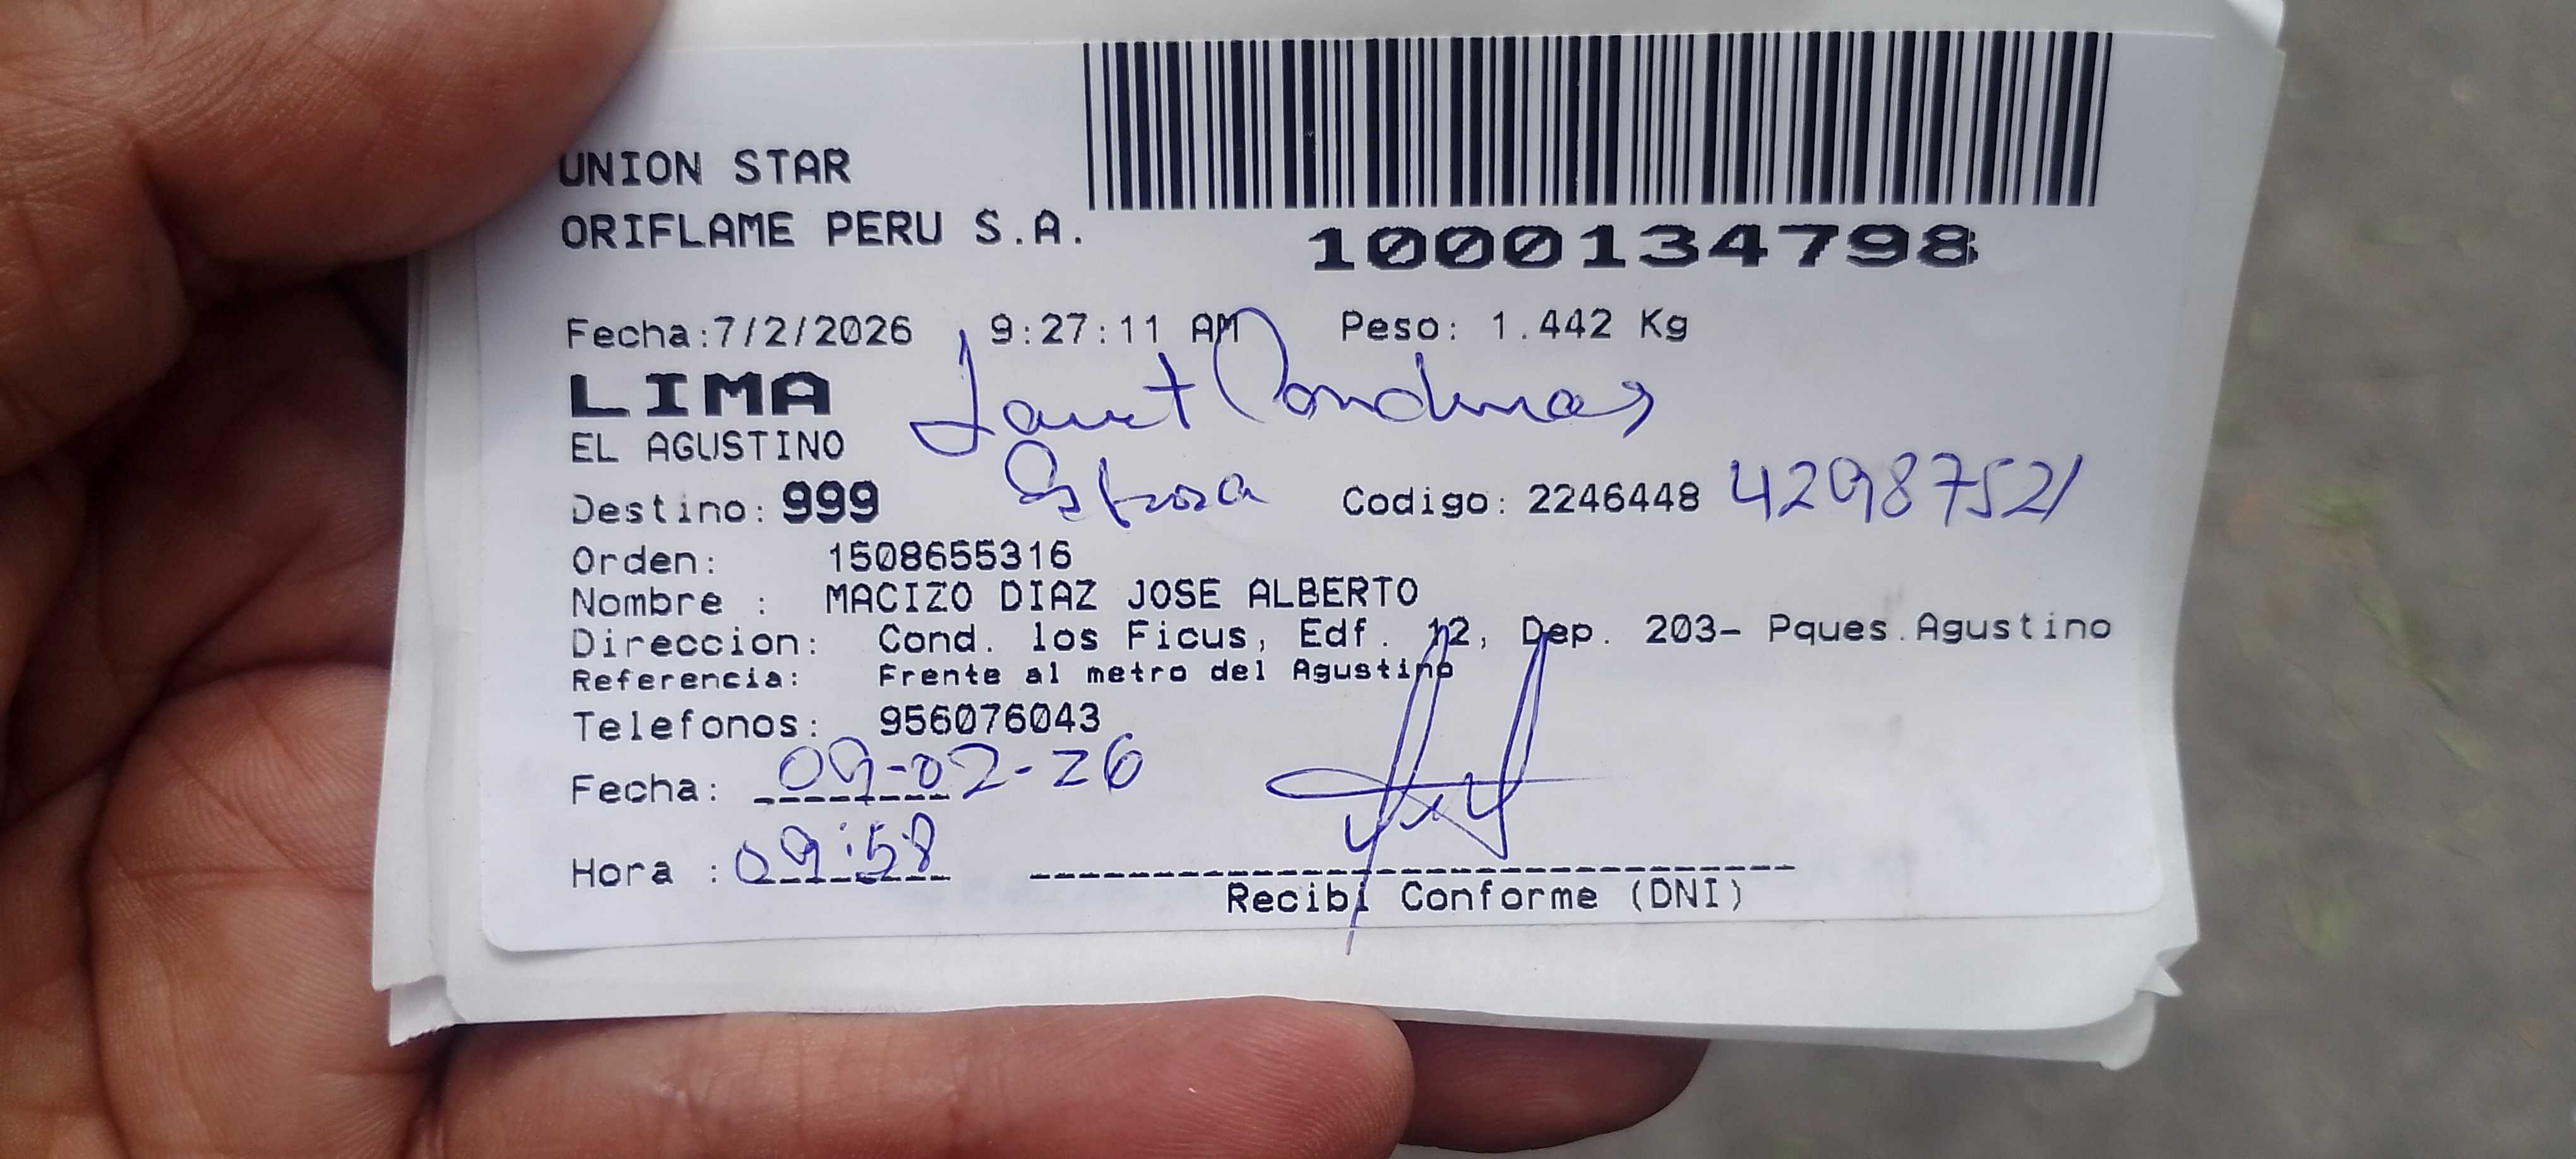 UNION STAR
ORIFLAME PERU S.A.
1000134798
Fecha:7/2/2026 9:27:11 AM Peso: 1.442 Kg
LIMA
EL AGUSTINO
Destino: 999 Codigo: 2246448 42987521
Orden: 1508655316
Nombre : MACIZO DIAZ JOSE ALBERTO
Direccion: Cond. los Ficus, Edf. 12, Dep. 203- Pques.Agustino
Referencia: Frente al metro del Agustino
Telefonos: 956076043
Fecha: 09-02-26
Hora : 09:58
Recibi Conforme (DNI)